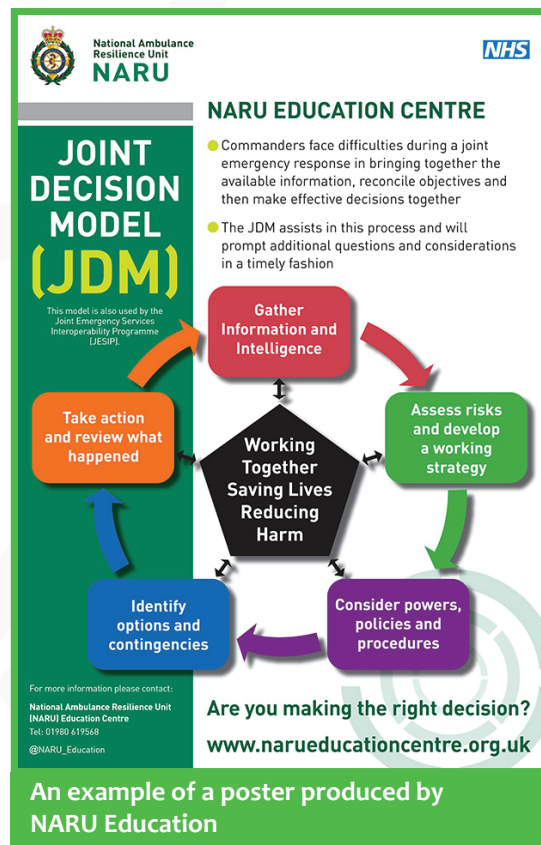 National Ambulance
Resilience Unit
NARU
NHS
JOINT
DECISION
MODEL
(JDM)
This model is also used by the
Joint Emergency Services
Interoperability Programme
(JESIP).
NARU EDUCATION CENTRE
Commanders face difficulties during a joint
emergency response in bringing together the
available information, reconcile objectives and
then make effective decisions together
The JDM assists in this process and will
prompt additional questions and considerations
in a timely fashion
Gather
Information and
Intelligence
Assess risks
and develop
a working
strategy
Consider powers,
policies and
procedures
Identify
options and
contingencies
Take action
and review what
happened
Working
Together
Saving Lives
Reducing
Harm
For more information please contact:
National Ambulance Resilience Unit
(NARU) Education Centre
Tel: 01980 619568
@NARU_Education
Are you making the right decision?
www.narueducationcentre.org.uk
An example of a poster produced by
NARU Education